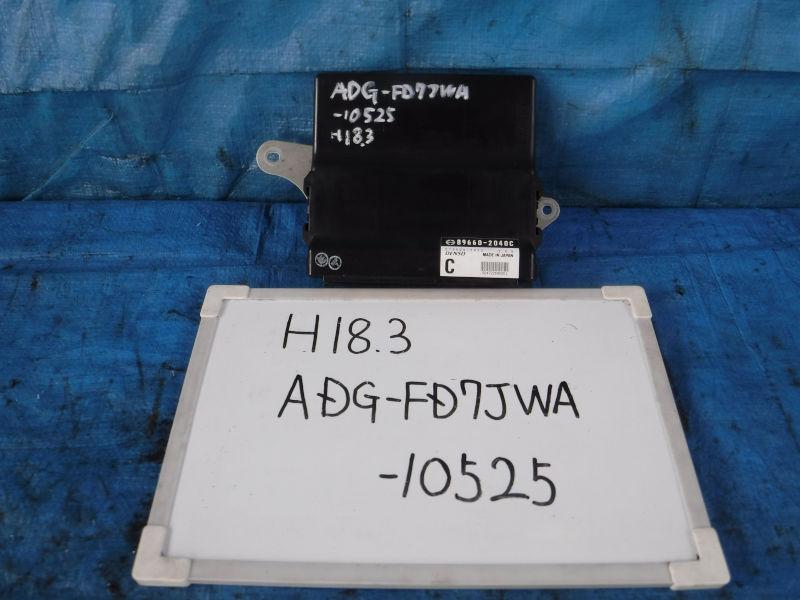 ADG-FD7JWA
-10525
H18.3
89660-2040C
DENSO MADE IN JAPAN
C
H18.3
ADG-FD7JWA
-10525